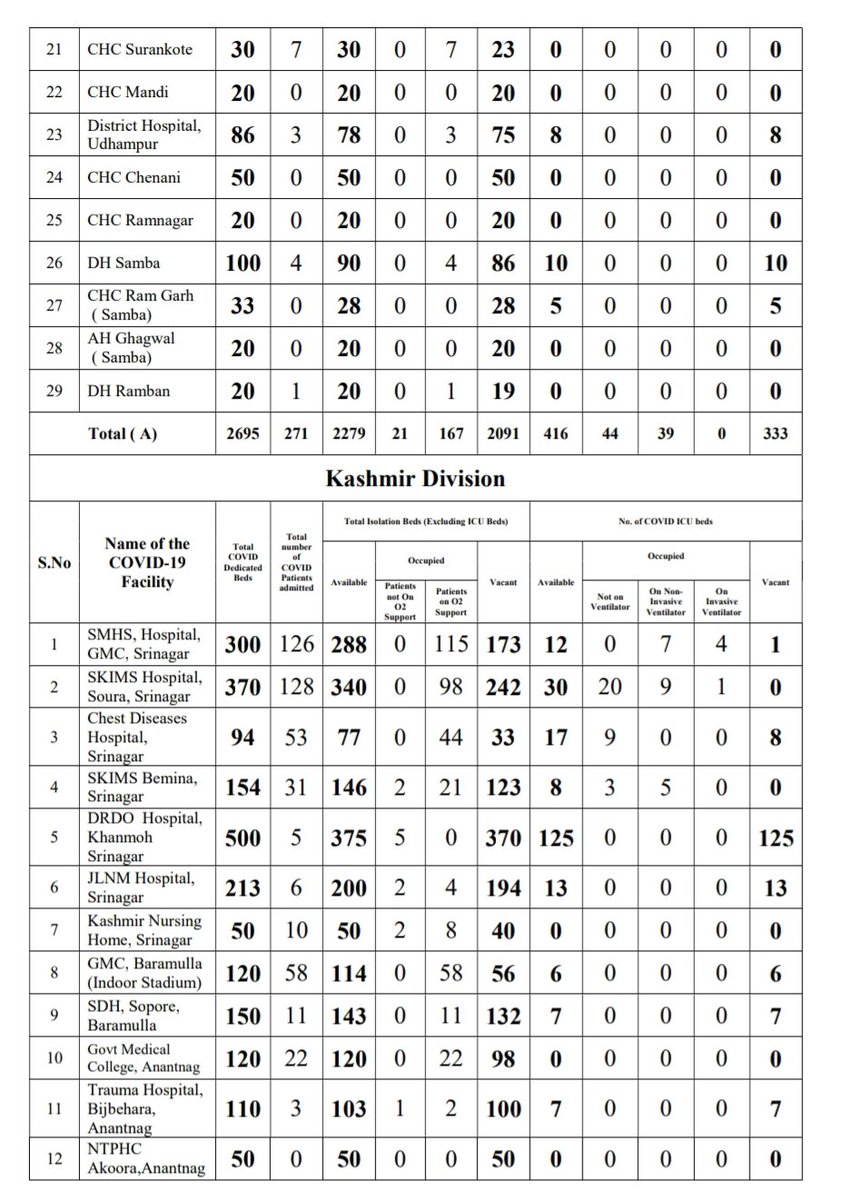 21 CHC Surankote 30 7 30 0 7 23 0 0 0 0 0
22 CHC Mandi 20 0 20 0 0 20 0 0 0 0 0
District Hospital,
23 86 3 78 0 3 75 8 0 0 0 8
Udhampur
24 CHC Chenani 50 0 50 0 0 50 0 0 0 0 0
25 CHC Ramnagar 20 0 20 0 0 20 0 0 0 0 0
26 DH Samba 100 4 90 0 4 86 10 0 0 0 10
CHC Ram Garh
27 33 0 28 0 0 28 5 0 0 0 5
( Samba)
AH Ghagwal
28 20 0 20 0 0 20 0 0 0 0 0
( Samba)
29 DH Ramban 20 1 20 0 1 19 0 0 0 0 0
Total ( A) 2695 271 2279 21 167 2091 416 44 39 0 333
Kashmir Division
S.No
Name of the
COVID-19
Facility
Total
COVID
Dedicated
Beds
Total
number
of
COVID
Patients
admitted
Total Isolation Beds (Excluding ICU Beds)
Available
Occupied
Patients
not On
O2
Support
Patients
on O2
Support
Vacant
No. of COVID ICU beds
Available
Occupied
Not on
Ventilator
On Non-
Invasive
Ventilator
On
Invasive
Ventilator
Vacant
SMHS, Hospital,
1 300 126 288 0 115 173 12 0 7 4 1
GMC, Srinagar
SKIMS Hospital,
2 370 128 340 0 98 242 30 20 9 1 0
Soura, Srinagar
Chest Diseases
3 Hospital, 94 53 77 0 44 33 17 9 0 0 8
Srinagar
SKIMS Bemina,
4 154 31 146 2 21 123 8 3 5 0 0
Srinagar
DRDO Hospital,
5 Khanmoh 500 5 375 5 0 370 125 0 0 0 125
Srinagar
JLNM Hospital,
6 213 6 200 2 4 194 13 0 0 0 13
Srinagar
Kashmir Nursing
7 50 10 50 2 8 40 0 0 0 0 0
Home, Srinagar
GMC, Baramulla
8 120 58 114 0 58 56 6 0 0 0 6
(Indoor Stadium)
SDH, Sopore,
9 150 11 143 0 11 132 7 0 0 0 7
Baramulla
Govt Medical
10 120 22 120 0 22 98 0 0 0 0 0
College, Anantnag
Trauma Hospital,
11 Bijbehara, 110 3 103 1 2 100 7 0 0 0 7
Anantnag
NTPHC
12 50 0 50 0 0 50 0 0 0 0 0
Akoora,Anantnag